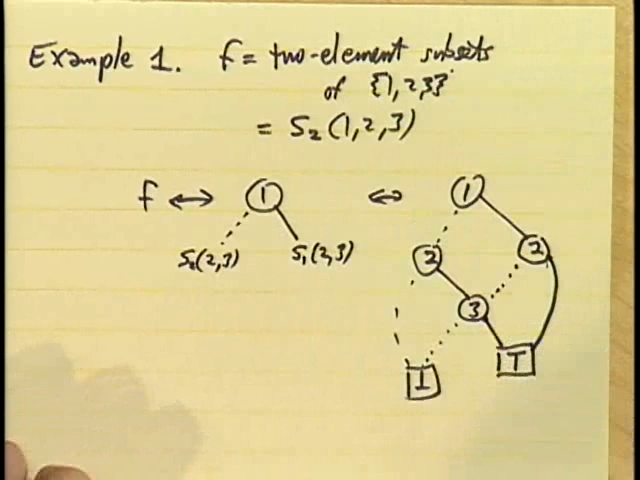 Example 1. f = two-element subsets
of {1,2,3}
= S₂(1,2,3)
f ↔ 1 ↔ 1
S₂(2,3) S₁(2,3) 2 2
3
⊥ T